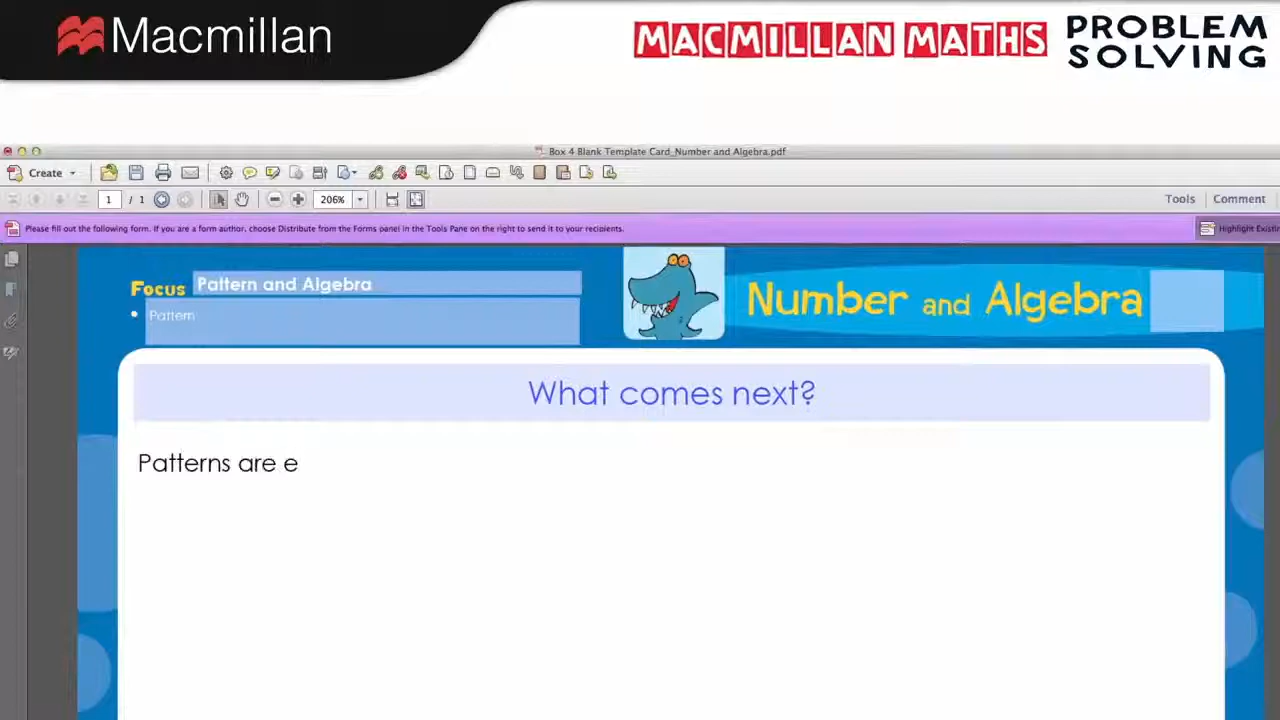 Macmillan
MACMILLAN MATHS
PROBLEM
SOLVING
Box 4 Blank Template Card_Number and Algebra.pdf
Create
1 / 1
206%
Tools
Comment
Please fill out the following form. If you are a form author, choose Distribute from the Forms panel in the Tools Pane on the right to send it to your recipients.
Highlight Existin
Focus Pattern and Algebra
• Pattern
Number and Algebra
What comes next?
Patterns are e